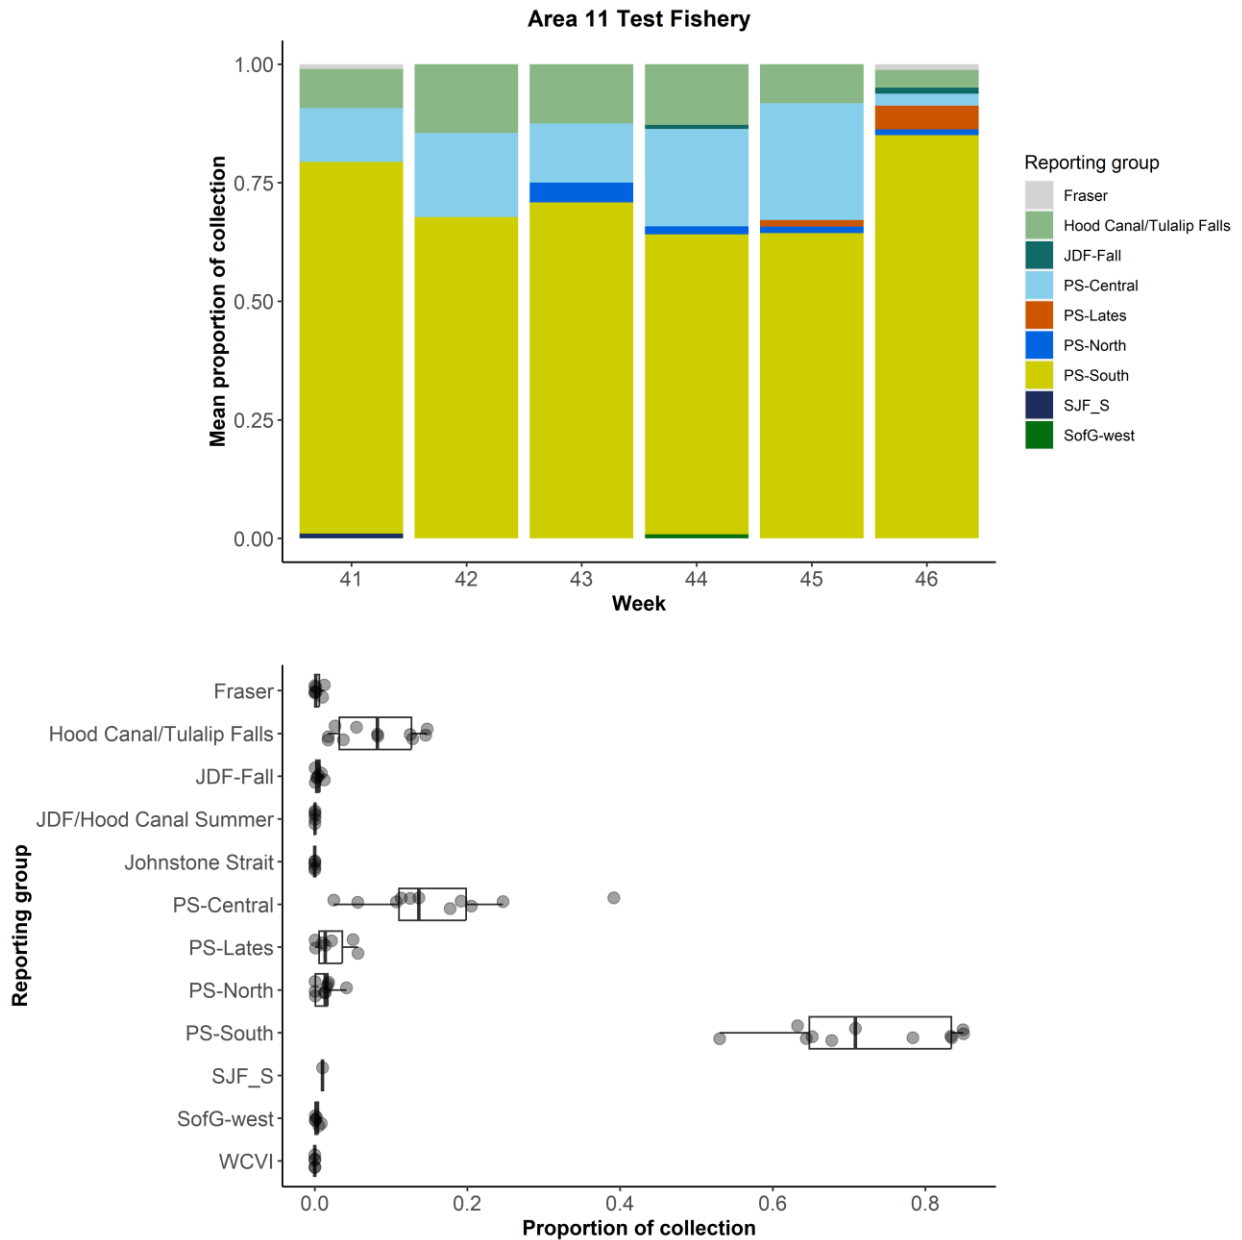 Area 11 Test Fishery
Mean proportion of collection
1.00
0.75
0.50
0.25
0.00
41 42 43 44 45 46
Week
Reporting group
Fraser
Hood Canal/Tulalip Falls
JDF-Fall
PS-Central
PS-Lates
PS-North
PS-South
SJF_S
SofG-west
Reporting group
Fraser
Hood Canal/Tulalip Falls
JDF-Fall
JDF/Hood Canal Summer
Johnstone Strait
PS-Central
PS-Lates
PS-North
PS-South
SJF_S
SofG-west
WCVI
0.0 0.2 0.4 0.6 0.8
Proportion of collection